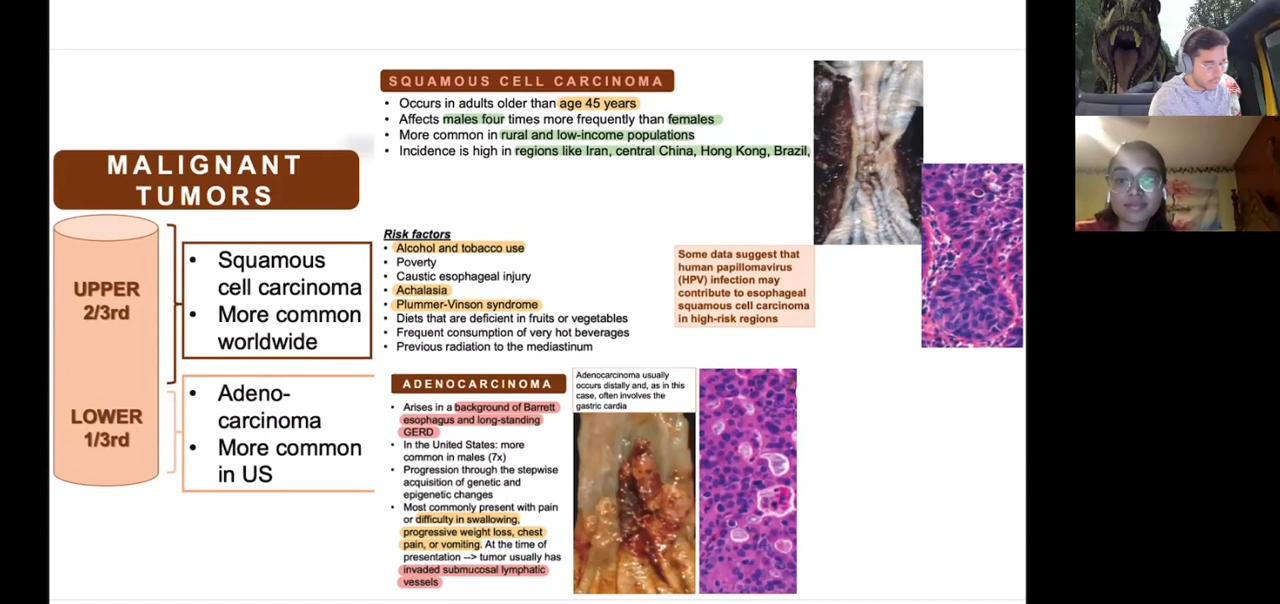 MALIGNANT
TUMORS
UPPER
2/3rd
• Squamous
cell carcinoma
• More common
worldwide
LOWER
1/3rd
• Adeno-
carcinoma
• More common
in US
SQUAMOUS CELL CARCINOMA
• Occurs in adults older than age 45 years
• Affects males four times more frequently than females
• More common in rural and low-income populations
• Incidence is high in regions like Iran, central China, Hong Kong, Brazil,
Risk factors
• Alcohol and tobacco use
• Poverty
• Caustic esophageal injury
• Achalasia
• Plummer-Vinson syndrome
• Diets that are deficient in fruits or vegetables
• Frequent consumption of very hot beverages
• Previous radiation to the mediastinum
Some data suggest that
human papillomavirus
(HPV) infection may
contribute to esophageal
squamous cell carcinoma
in high-risk regions
ADENOCARCINOMA
• Arises in a background of Barrett
esophagus and long-standing
GERD
• In the United States: more
common in males (7x)
• Progression through the stepwise
acquisition of genetic and
epigenetic changes
• Most commonly present with pain
or difficulty in swallowing,
progressive weight loss, chest
pain, or vomiting. At the time of
presentation --> tumor usually has
invaded submucosal lymphatic
vessels
Adenocarcinoma usually
occurs distally and, as in this
case, often involves the
gastric cardia